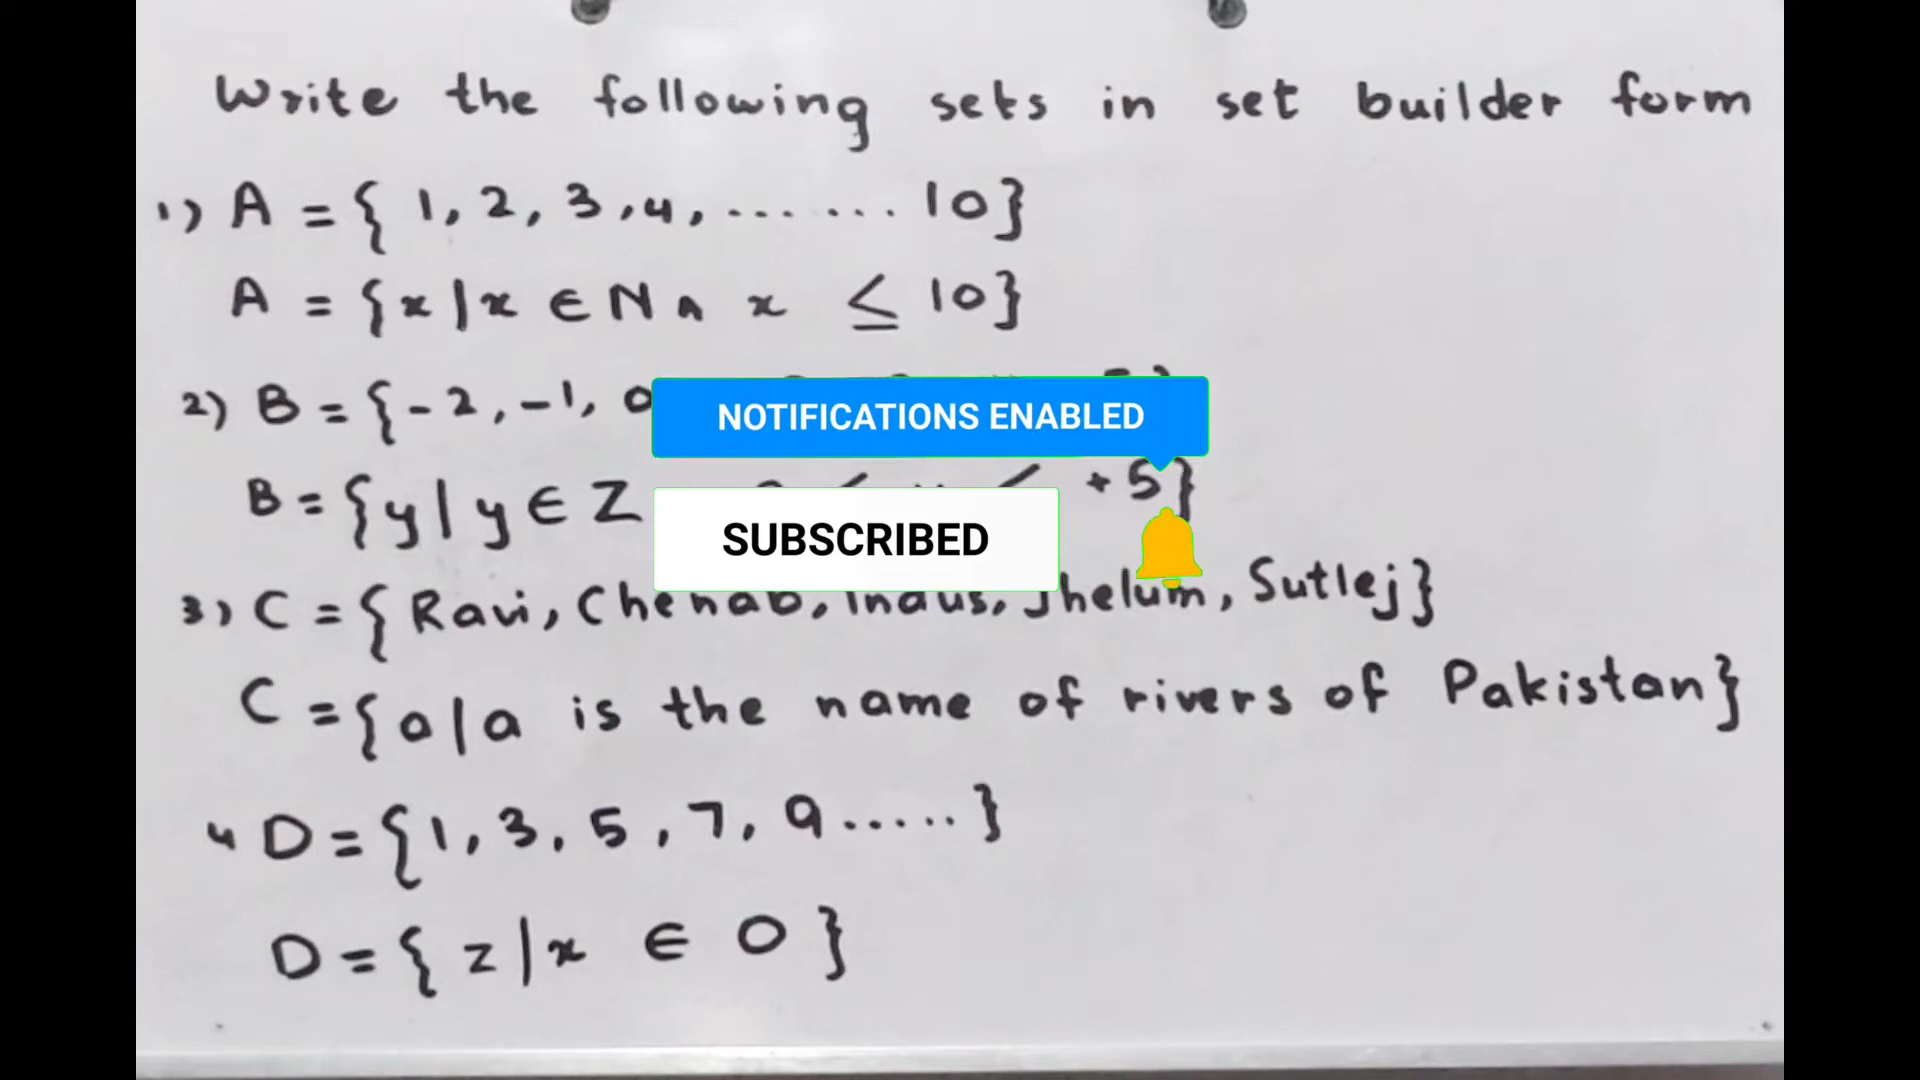 Write the following sets in set builder form
1) A = { 1, 2, 3, 4, ....... 10}
A = {x | x ∈ N ∧ x ≤ 10}
2) B = {-2, -1, 0
NOTIFICATIONS ENABLED
B = {y | y ∈ Z +5}
SUBSCRIBED
3) C = { Ravi, Chenab, Indus, Jhelum, Sutlej}
C = {a | a is the name of rivers of Pakistan}
4 D = {1, 3, 5, 7, 9.....}
D = { z | x ∈ O }